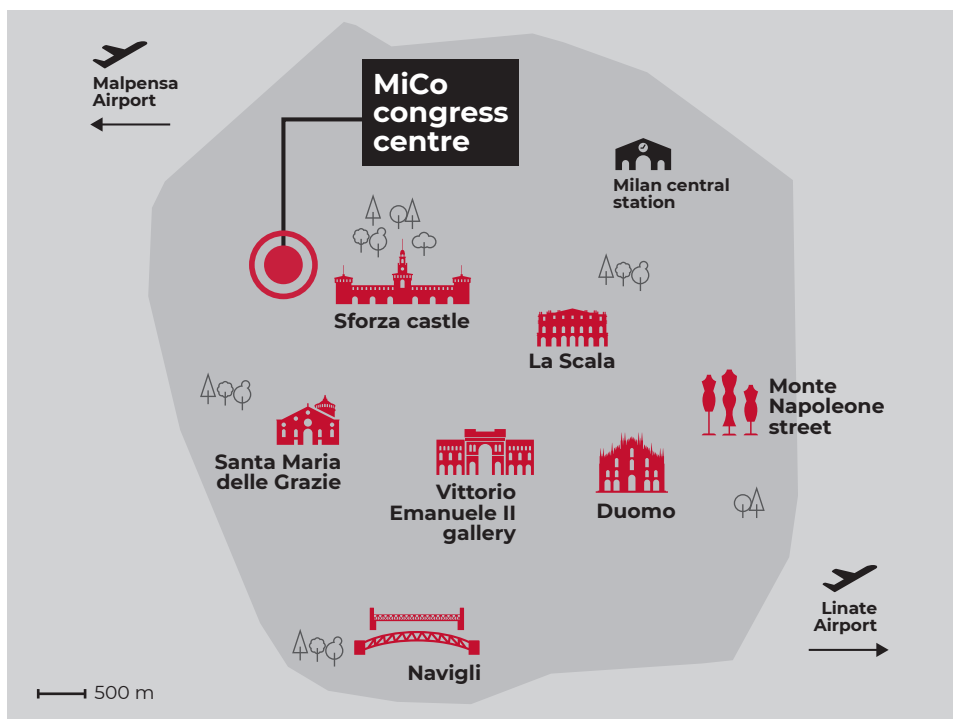 Malpensa
Airport
MiCo
congress
centre
Milan central
station
Sforza castle
La Scala
Monte
Napoleone
street
Santa Maria
delle Grazie
Vittorio
Emanuele II
gallery
Duomo
Linate
Airport
Navigli
500 m